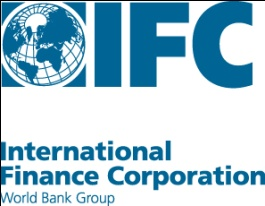 IFC
International
Finance Corporation
World Bank Group